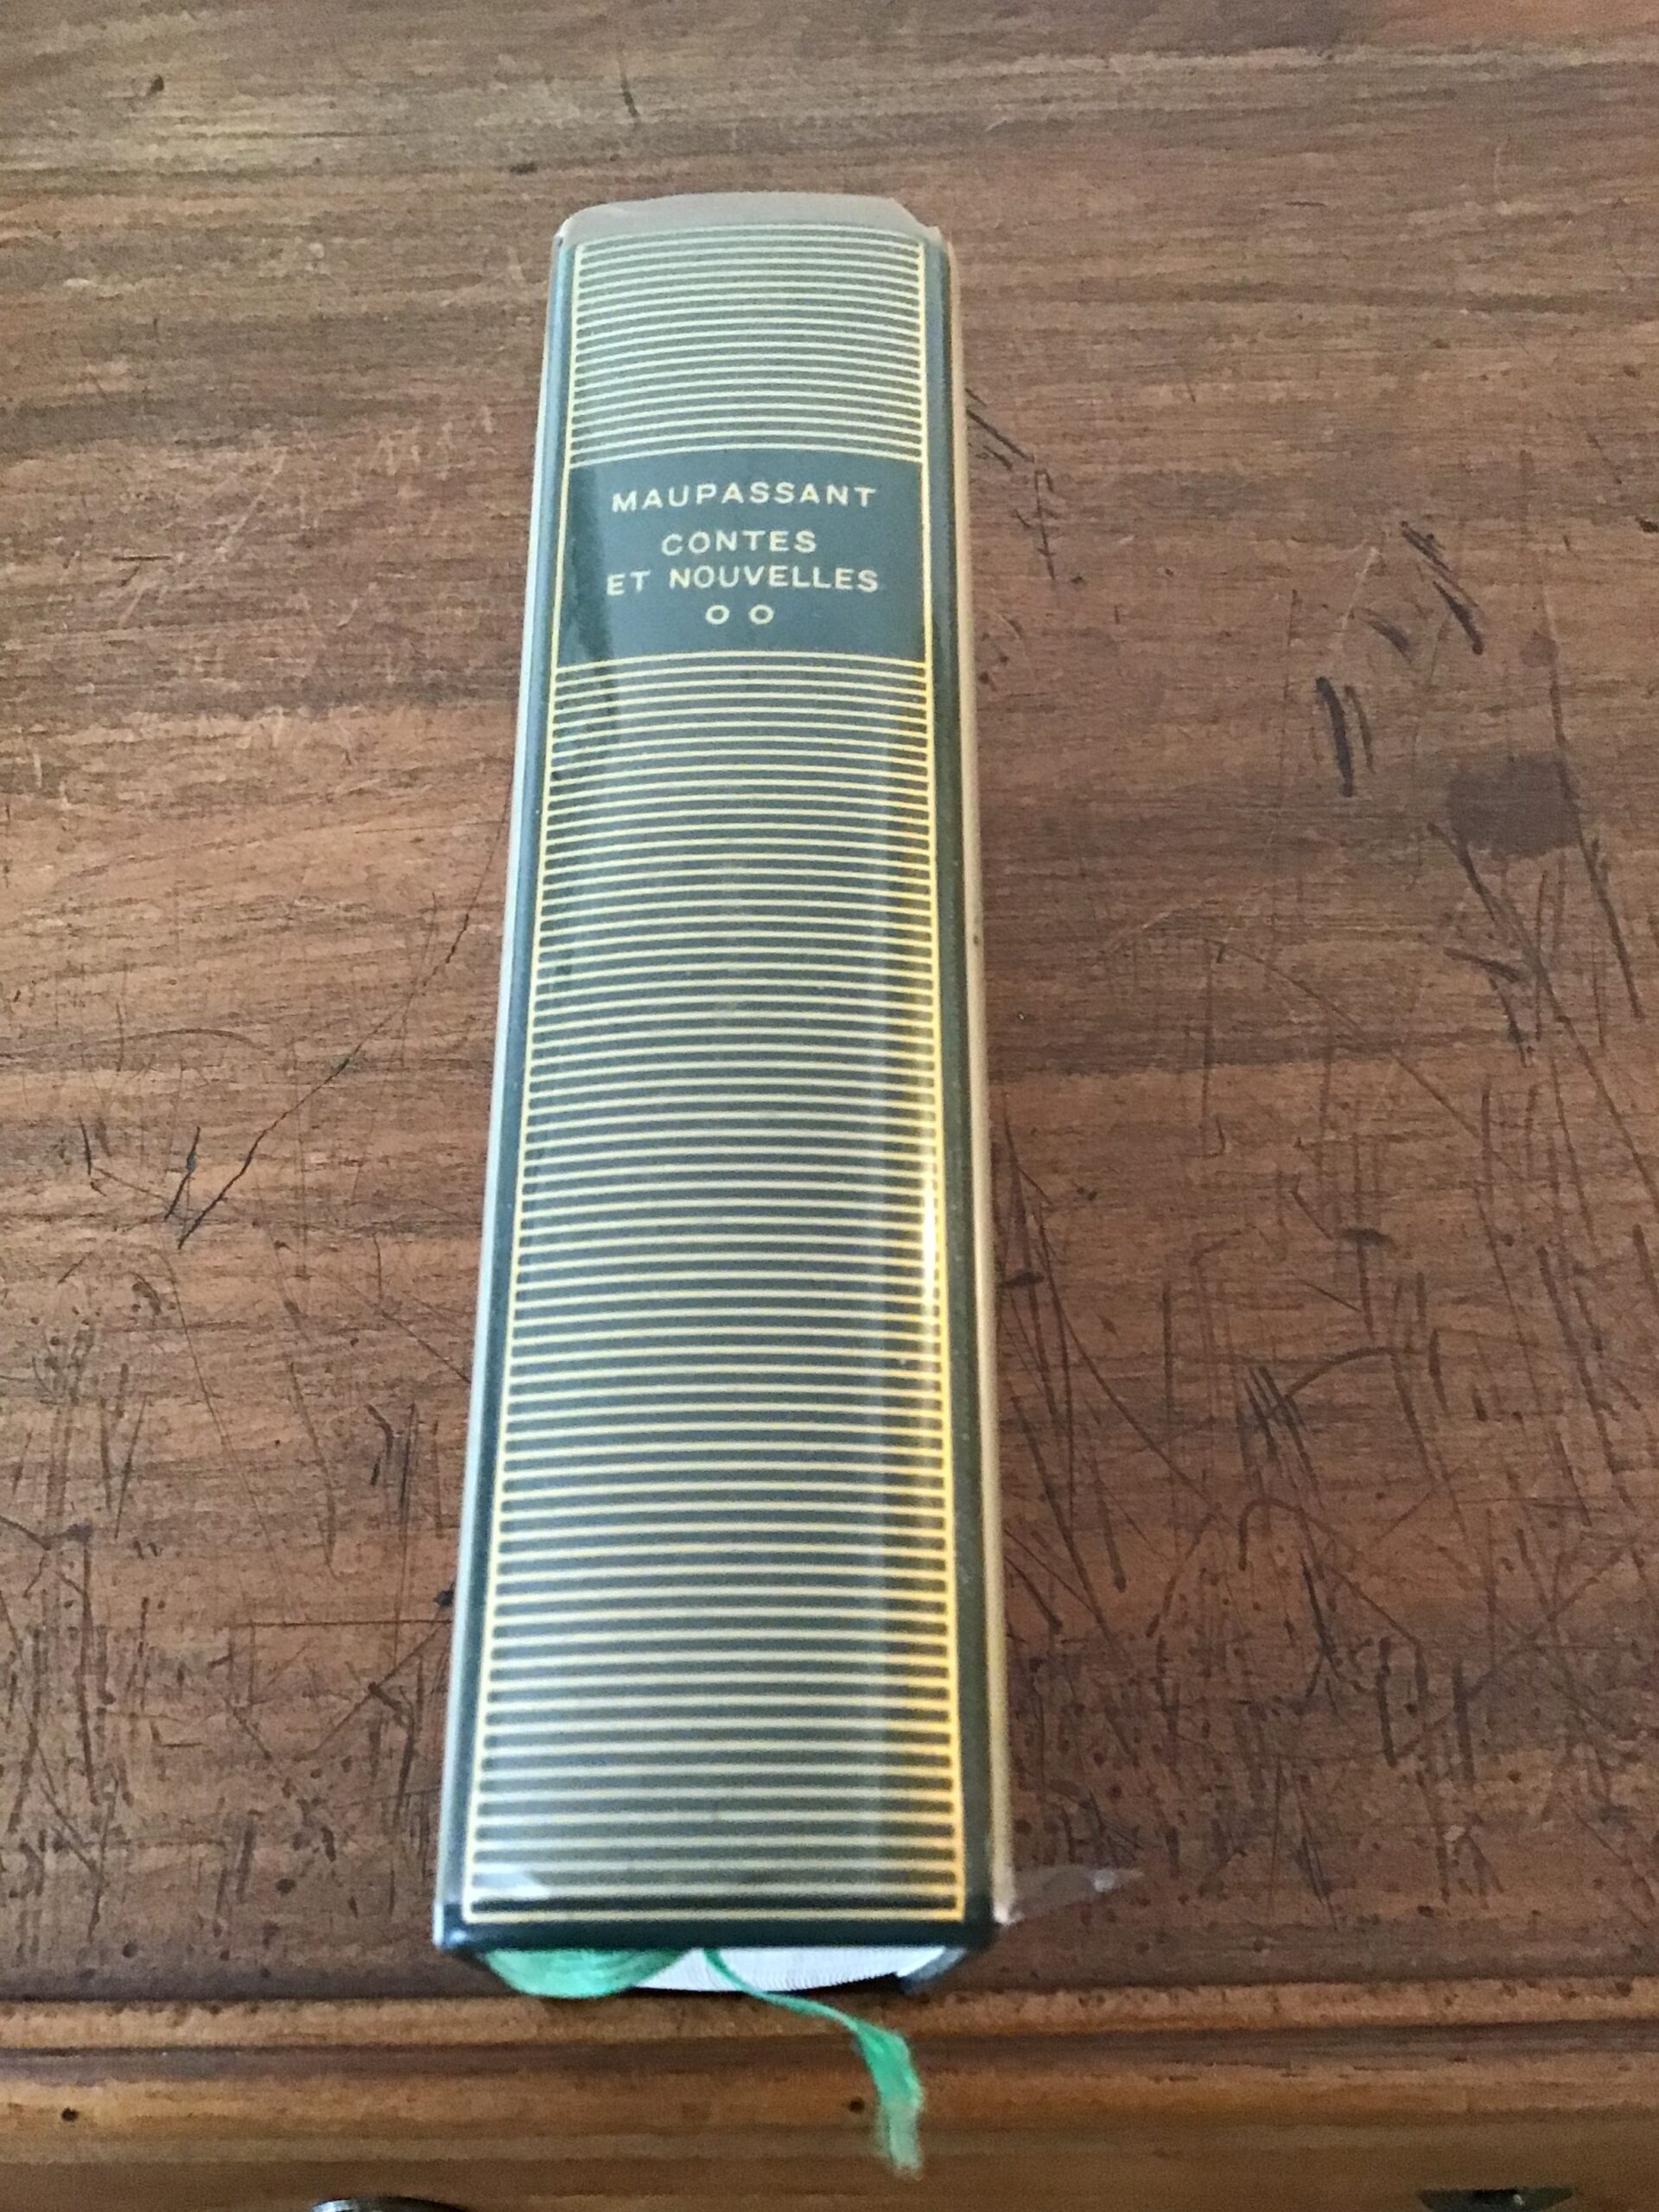 MAUPASSANT
CONTES
ET NOUVELLES
O O